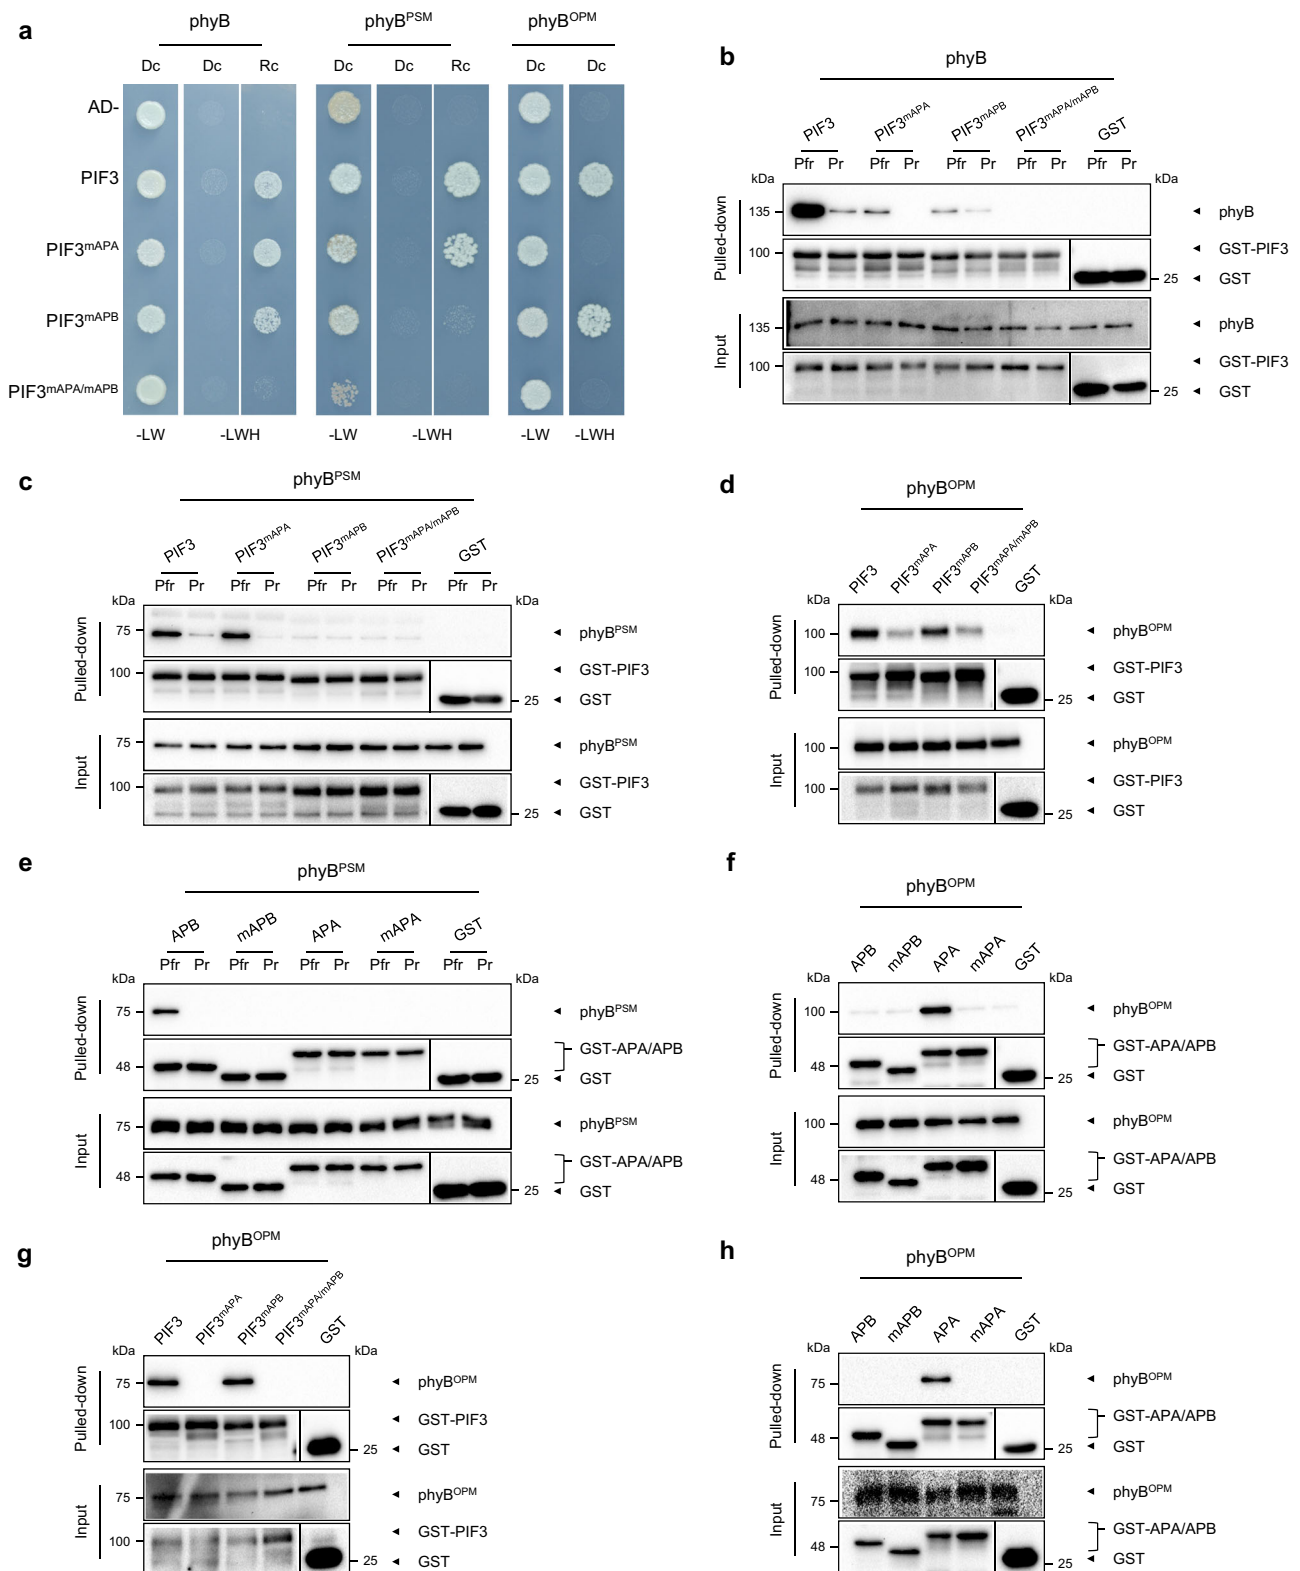 a
phyB
phyBPSM
phyBOPM
Dc Dc Rc Dc Dc Rc Dc Dc
AD-
PIF3
PIF3mAPA
PIF3mAPB
PIF3mAPA/mAPB
-LW -LWH -LW -LWH -LW -LWH
b
phyB
PIF3 PIF3mAPA PIF3mAPB PIF3mAPA/mAPB GST
Pfr Pr Pfr Pr Pfr Pr Pfr Pr Pfr Pr
kDa kDa
Pulled-down
135 phyB
100 GST-PIF3
25 GST
Input
135 phyB
100 GST-PIF3
25 GST
c
phyBPSM
PIF3 PIF3mAPA PIF3mAPB PIF3mAPA/mAPB GST
Pfr Pr Pfr Pr Pfr Pr Pfr Pr Pfr Pr
kDa kDa
Pulled-down
75 phyBPSM
100 GST-PIF3
25 GST
Input
75 phyBPSM
100 GST-PIF3
25 GST
d
phyBOPM
PIF3 PIF3mAPA PIF3mAPB PIF3mAPA/mAPB GST
kDa kDa
Pulled-down
100 phyBOPM
100 GST-PIF3
25 GST
Input
100 phyBOPM
100 GST-PIF3
25 GST
e
phyBPSM
APB mAPB APA mAPA GST
Pfr Pr Pfr Pr Pfr Pr Pfr Pr Pfr Pr
kDa kDa
Pulled-down
75 phyBPSM
48 GST-APA/APB
25 GST
Input
75 phyBPSM
48 GST-APA/APB
25 GST
f
phyBOPM
APB mAPB APA mAPA GST
kDa kDa
Pulled-down
100 phyBOPM
48 GST-APA/APB
25 GST
Input
100 phyBOPM
48 GST-APA/APB
25 GST
g
phyBOPM
PIF3 PIF3mAPA PIF3mAPB PIF3mAPA/mAPB GST
kDa kDa
Pulled-down
75 phyBOPM
100 GST-PIF3
25 GST
Input
75 phyBOPM
100 GST-PIF3
25 GST
h
phyBOPM
APB mAPB APA mAPA GST
kDa kDa
Pulled-down
75 phyBOPM
48 GST-APA/APB
25 GST
Input
75 phyBOPM
48 GST-APA/APB
25 GST